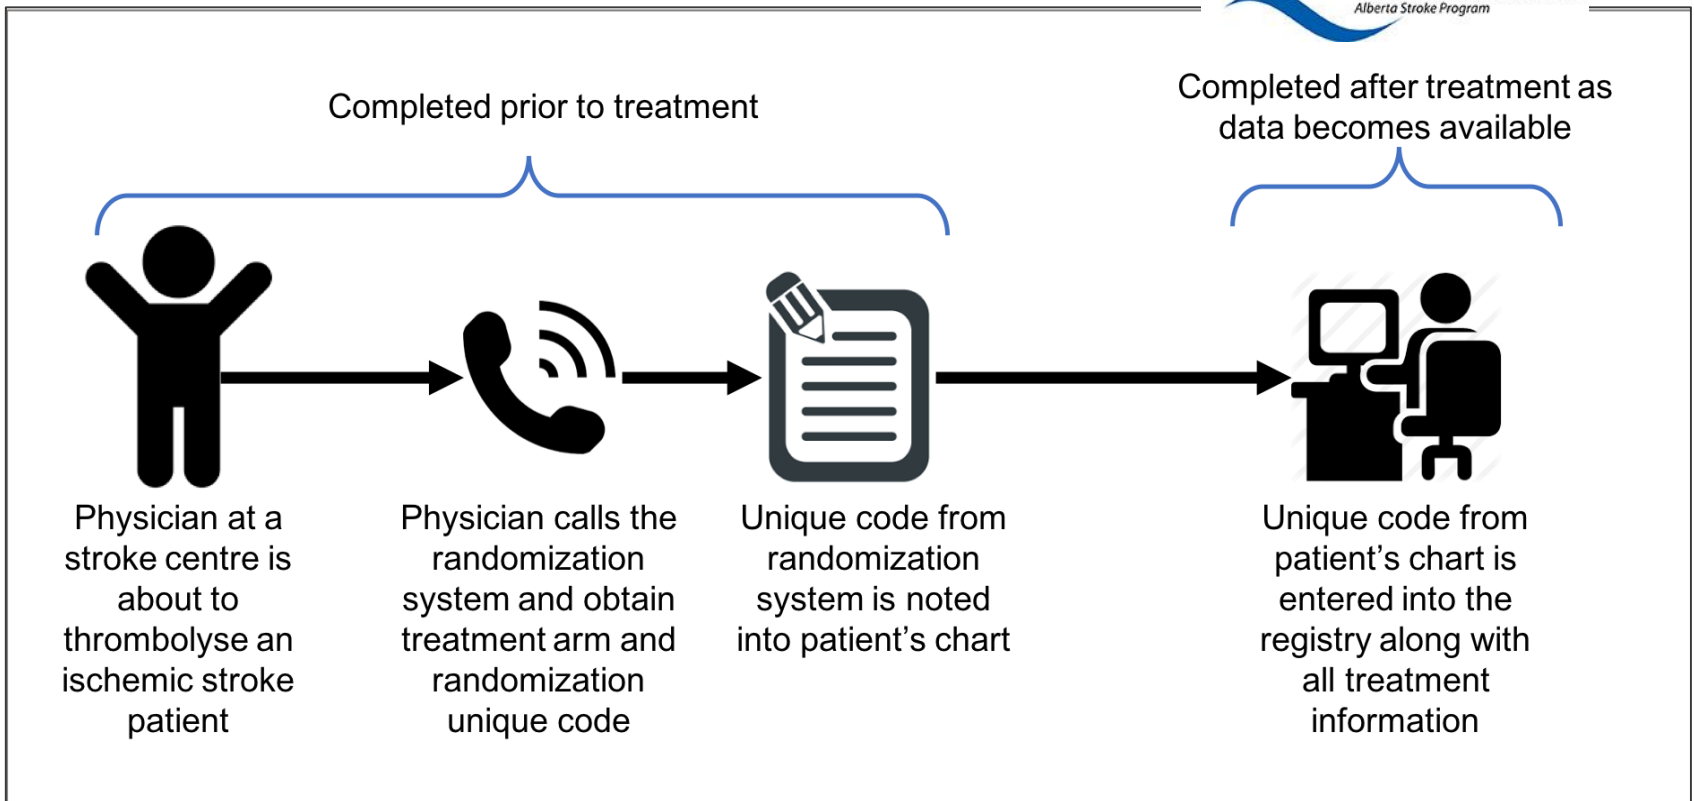 Alberta Stroke Program
Completed prior to treatment
Completed after treatment as
data becomes available
Physician at a
stroke centre is
about to
thrombolyse an
ischemic stroke
patient
Physician calls the
randomization
system and obtain
treatment arm and
randomization
unique code
Unique code from
randomization
system is noted
into patient’s chart
Unique code from
patient’s chart is
entered into the
registry along with
all treatment
information